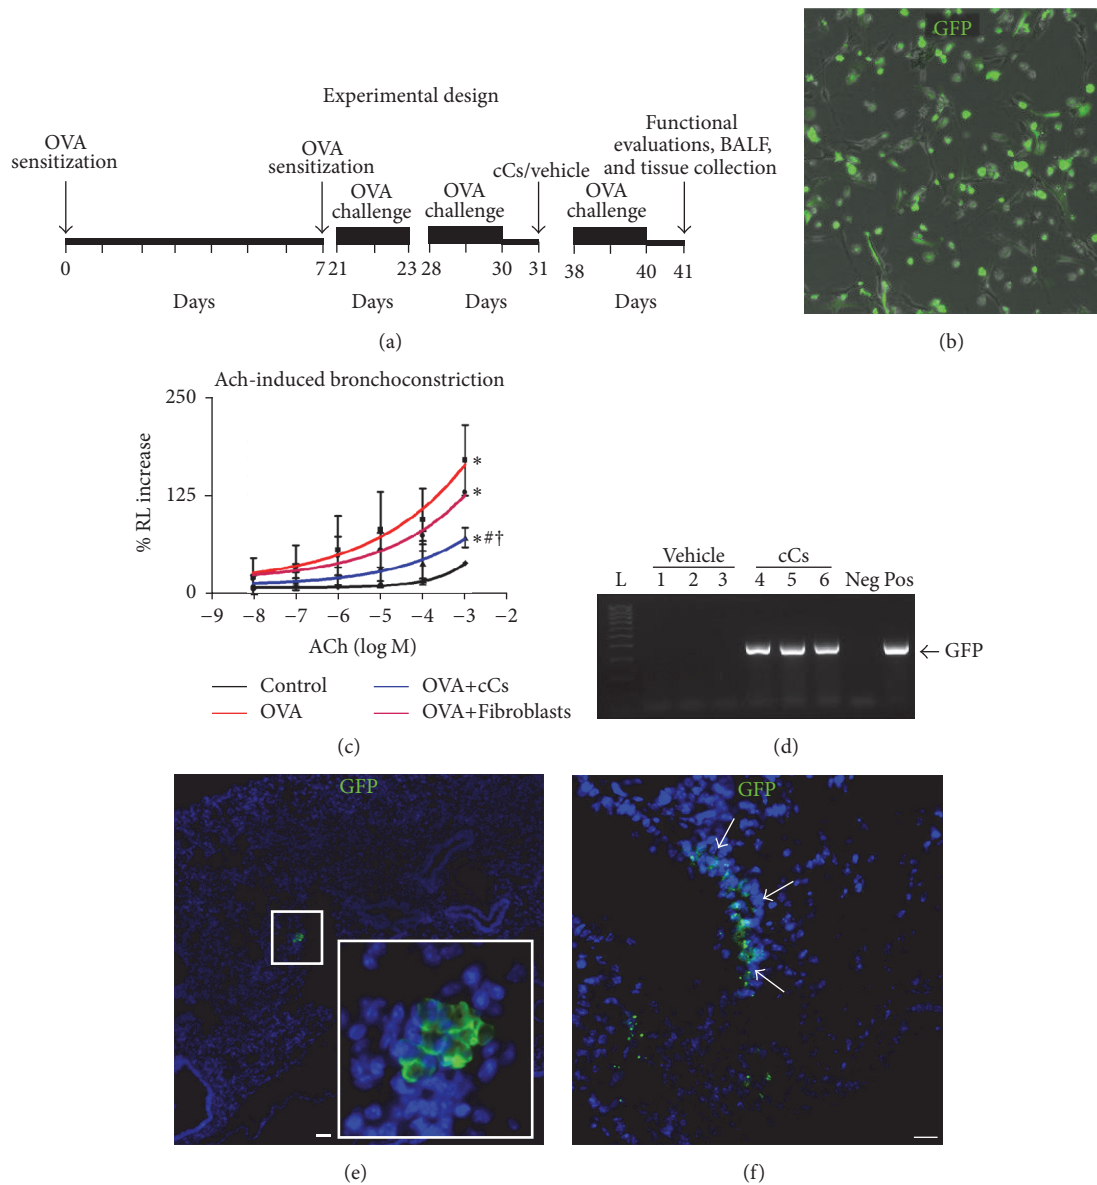 Experimental design
OVA
sensitization
OVA
sensitization
OVA
challenge
OVA
challenge
cCs/vehicle
OVA
challenge
Functional
evaluations, BALF,
and tissue collection
0
7
21
23
28
30
31
38
40
41
Days
Days
Days
Days
(a)
GFP
(b)
Ach-induced bronchoconstriction
% RL increase
250
125
0
*
*
*#†
−9
−8
−7
−6
−5
−4
−3
−2
ACh (log M)
Control
OVA
OVA+cCs
OVA+Fibroblasts
(c)
Vehicle
cCs
L
1
2
3
4
5
6
Neg
Pos
← GFP
(d)
GFP
(e)
GFP
(f)